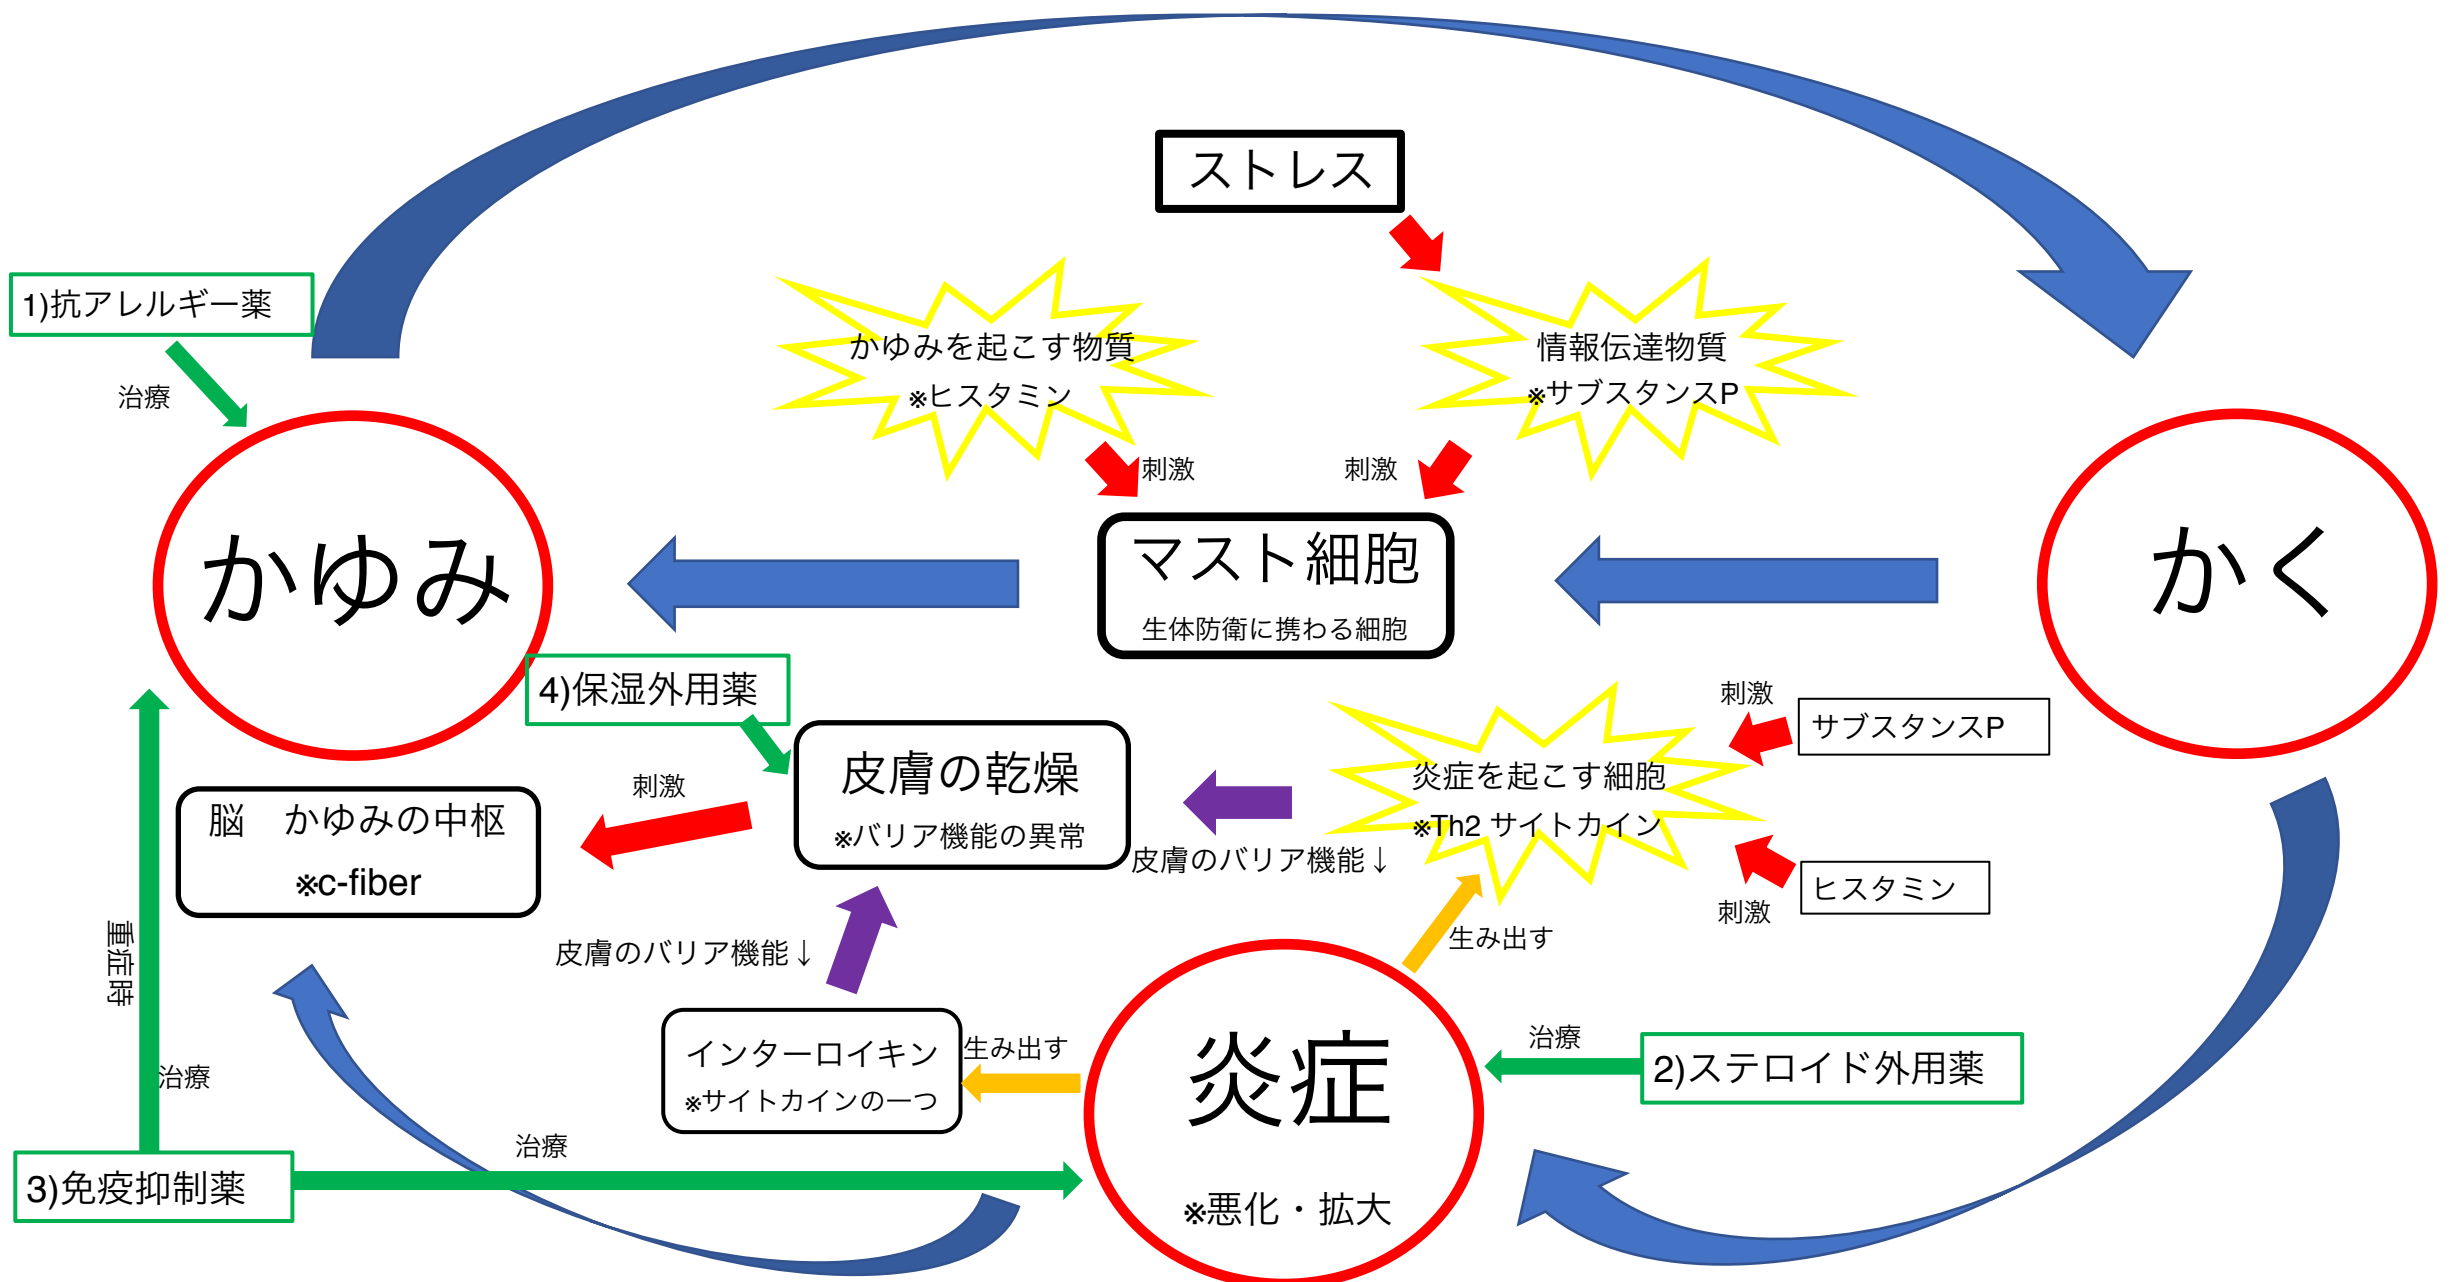 ストレス
1)抗アレルギー薬
治療
かゆみを起こす物質
※ヒスタミン
情報伝達物質
※サブスタンスP
刺激
刺激
かゆみ
マスト細胞
生体防衛に携わる細胞
かく
4)保湿外用薬
刺激
サブスタンスP
皮膚の乾燥
※バリア機能の異常
刺激
炎症を起こす細胞
※Th2 サイトカイン
脳　かゆみの中枢
※c-fiber
皮膚のバリア機能↓
ヒスタミン
刺激
重症時
皮膚のバリア機能↓
生み出す
インターロイキン
※サイトカインの一つ
生み出す
炎症
※悪化・拡大
治療
2)ステロイド外用薬
治療
治療
3)免疫抑制薬